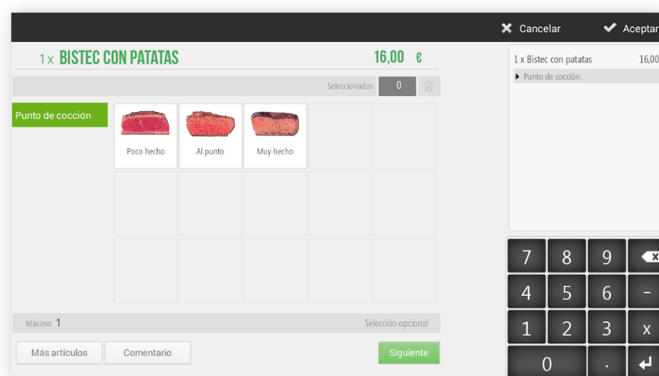 Cancelar
Aceptar
1 x BISTEC CON PATATAS 16,00 €
Seleccionados 0
Punto de cocción
Poco hecho
Al punto
Muy hecho
Máximo 1
Selección opcional
Más artículos
Comentario
Siguiente
1 x Bistec con patatas 16,00
Punto de cocción
7 8 9 x
4 5 6 -
1 2 3 x
0 .